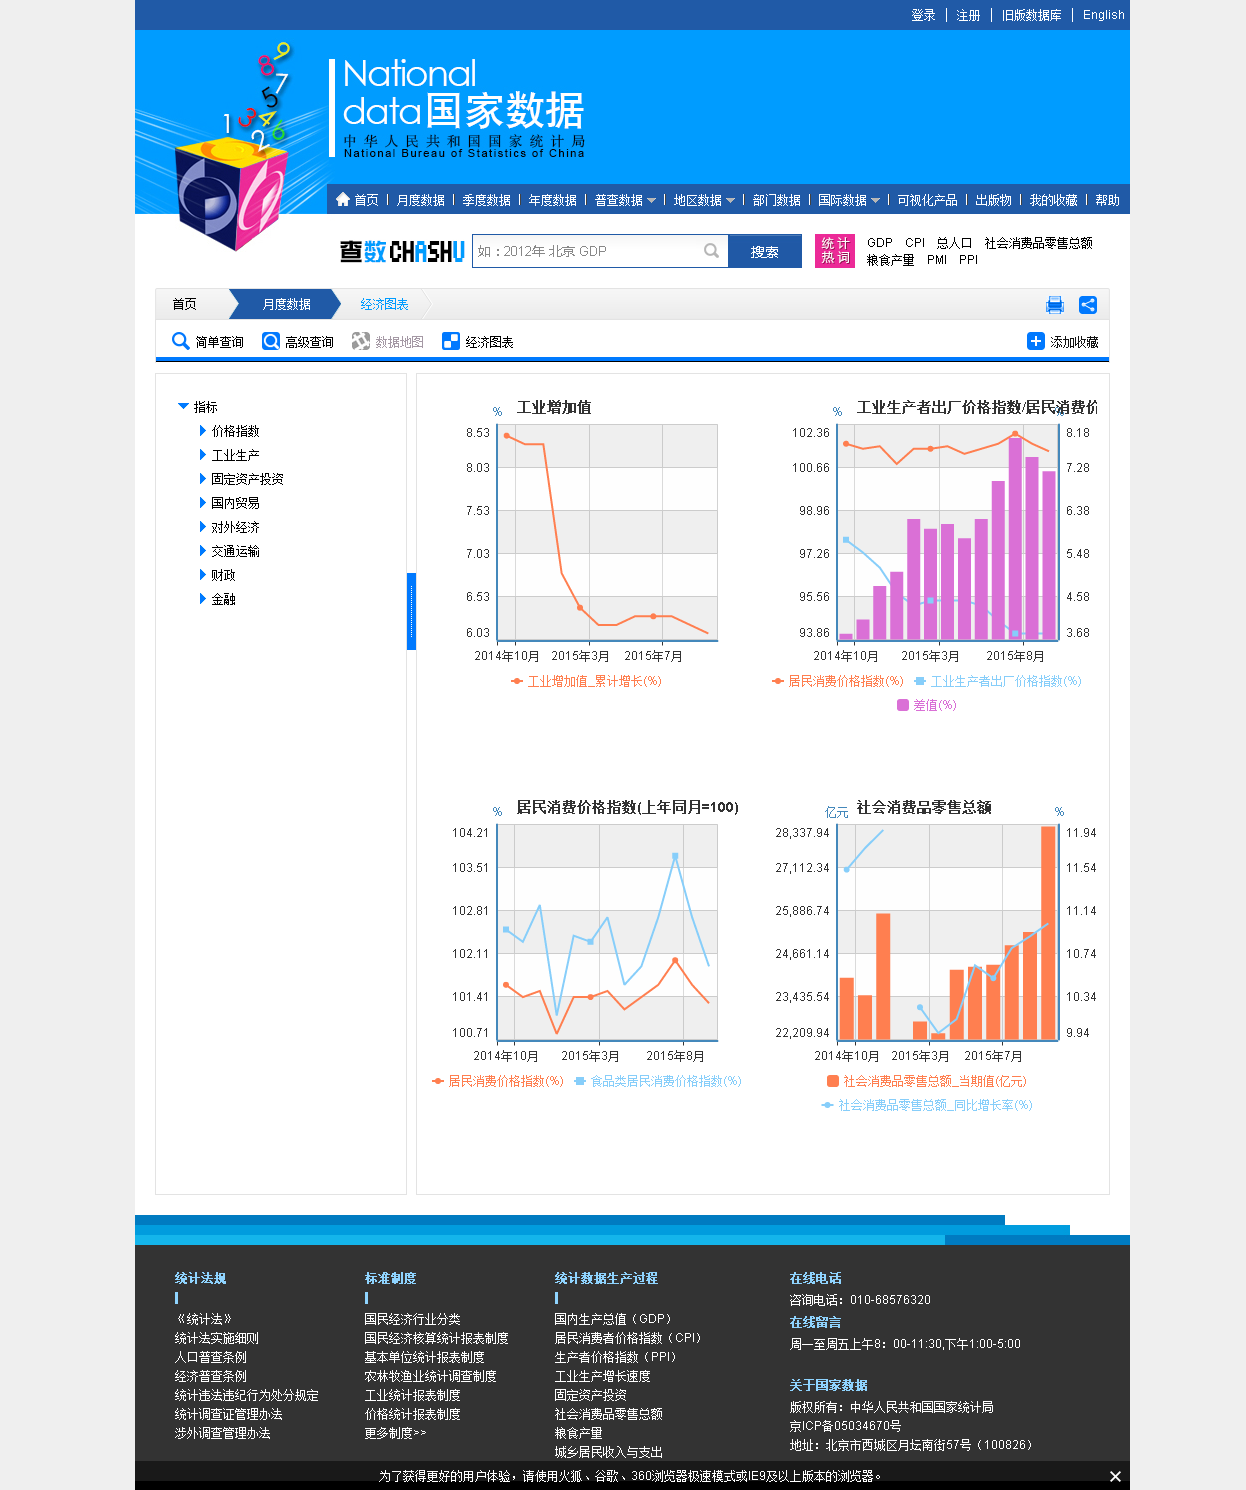 登录 | 注册 | 旧版数据库 | English
8 9
7
5
1 3 4 6
2
National
data国家数据
中华人民共和国国家统计局
National Bureau of Statistics of China
首页 | 月度数据 | 季度数据 | 年度数据 | 普查数据 | 地区数据 | 部门数据 | 国际数据 | 可视化产品 | 出版物 | 我的收藏 | 帮助
查数CHASHU 如：2012年 北京 GDP 搜索
统计热词 GDP CPI 总人口 社会消费品零售总额
粮食产量 PMI PPI
首页 月度数据 经济图表
简单查询 高级查询 数据地图 经济图表 添加收藏
指标
价格指数
工业生产
固定资产投资
国内贸易
对外经济
交通运输
财政
金融
% 工业增加值
8.53
8.03
7.53
7.03
6.53
6.03
2014年10月 2015年3月 2015年7月
工业增加值_累计增长(%)
% 工业生产者出厂价格指数/居民消费价 %
102.36 8.18
100.66 7.28
98.96 6.38
97.26 5.48
95.56 4.58
93.86 3.68
2014年10月 2015年3月 2015年8月
居民消费价格指数(%) 工业生产者出厂价格指数(%)
差值(%)
% 居民消费价格指数(上年同月=100)
104.21
103.51
102.81
102.11
101.41
100.71
2014年10月 2015年3月 2015年8月
居民消费价格指数(%) 食品类居民消费价格指数(%)
亿元 社会消费品零售总额 %
28,337.94 11.94
27,112.34 11.54
25,886.74 11.14
24,661.14 10.74
23,435.54 10.34
22,209.94 9.94
2014年10月 2015年3月 2015年7月
社会消费品零售总额_当期值(亿元)
社会消费品零售总额_同比增长率(%)
统计法规
《统计法》
统计法实施细则
人口普查条例
经济普查条例
统计违法违纪行为处分规定
统计调查证管理办法
涉外调查管理办法
标准制度
国民经济行业分类
国民经济核算统计报表制度
基本单位统计报表制度
农林牧渔业统计调查制度
工业统计报表制度
价格统计报表制度
更多制度>>
统计数据生产过程
国内生产总值（GDP）
居民消费者价格指数（CPI）
生产者价格指数（PPI）
工业生产增长速度
固定资产投资
社会消费品零售总额
粮食产量
城乡居民收入与支出
在线电话
咨询电话：010-68576320
在线留言
周一至周五上午8：00-11:30,下午1:00-5:00
关于国家数据
版权所有：中华人民共和国国家统计局
京ICP备05034670号
地址：北京市西城区月坛南街57号（100826）
为了获得更好的用户体验，请使用火狐、谷歌、360浏览器极速模式或IE9及以上版本的浏览器。